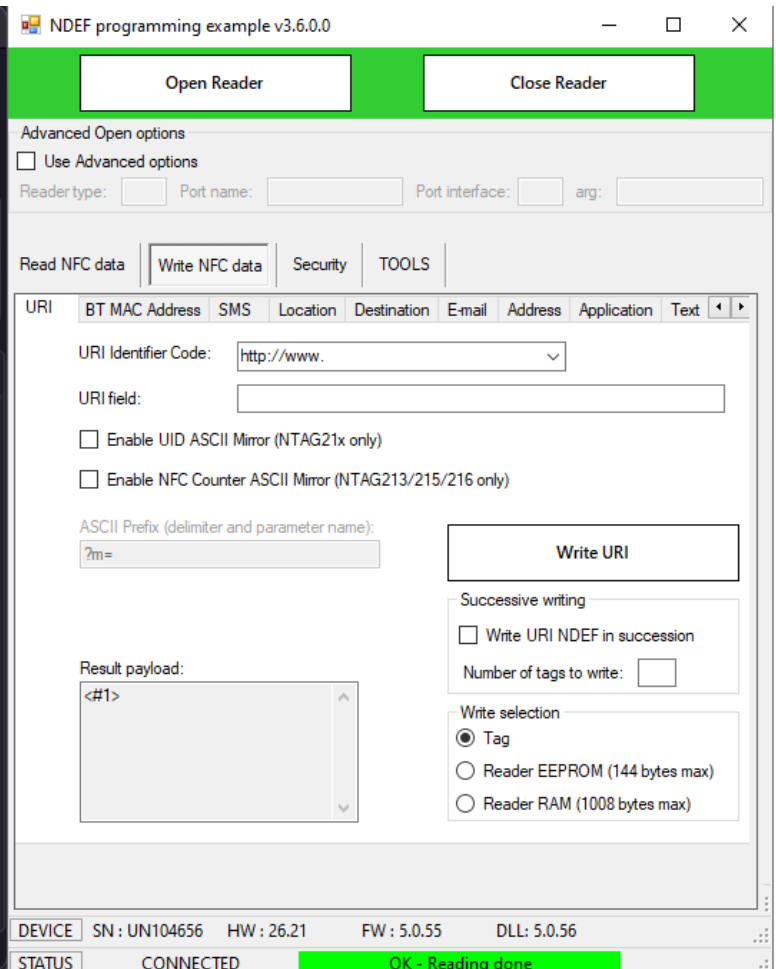 NDEF programming example v3.6.0.0
Open Reader Close Reader
Advanced Open options
Use Advanced options
Reader type: Port name: Port interface: arg:
Read NFC data Write NFC data Security TOOLS
URI BT MAC Address SMS Location Destination E-mail Address Application Text
URI Identifier Code: http://www.
URI field:
Enable UID ASCII Mirror (NTAG21x only)
Enable NFC Counter ASCII Mirror (NTAG213/215/216 only)
ASCII Prefix (delimiter and parameter name):
?m=
Write URI
Successive writing
Write URI NDEF in succession
Number of tags to write:
Result payload:
<#1>
Write selection
Tag
Reader EEPROM (144 bytes max)
Reader RAM (1008 bytes max)
DEVICE SN : UN104656 HW : 26.21 FW : 5.0.55 DLL: 5.0.56
STATUS CONNECTED OK - Reading done